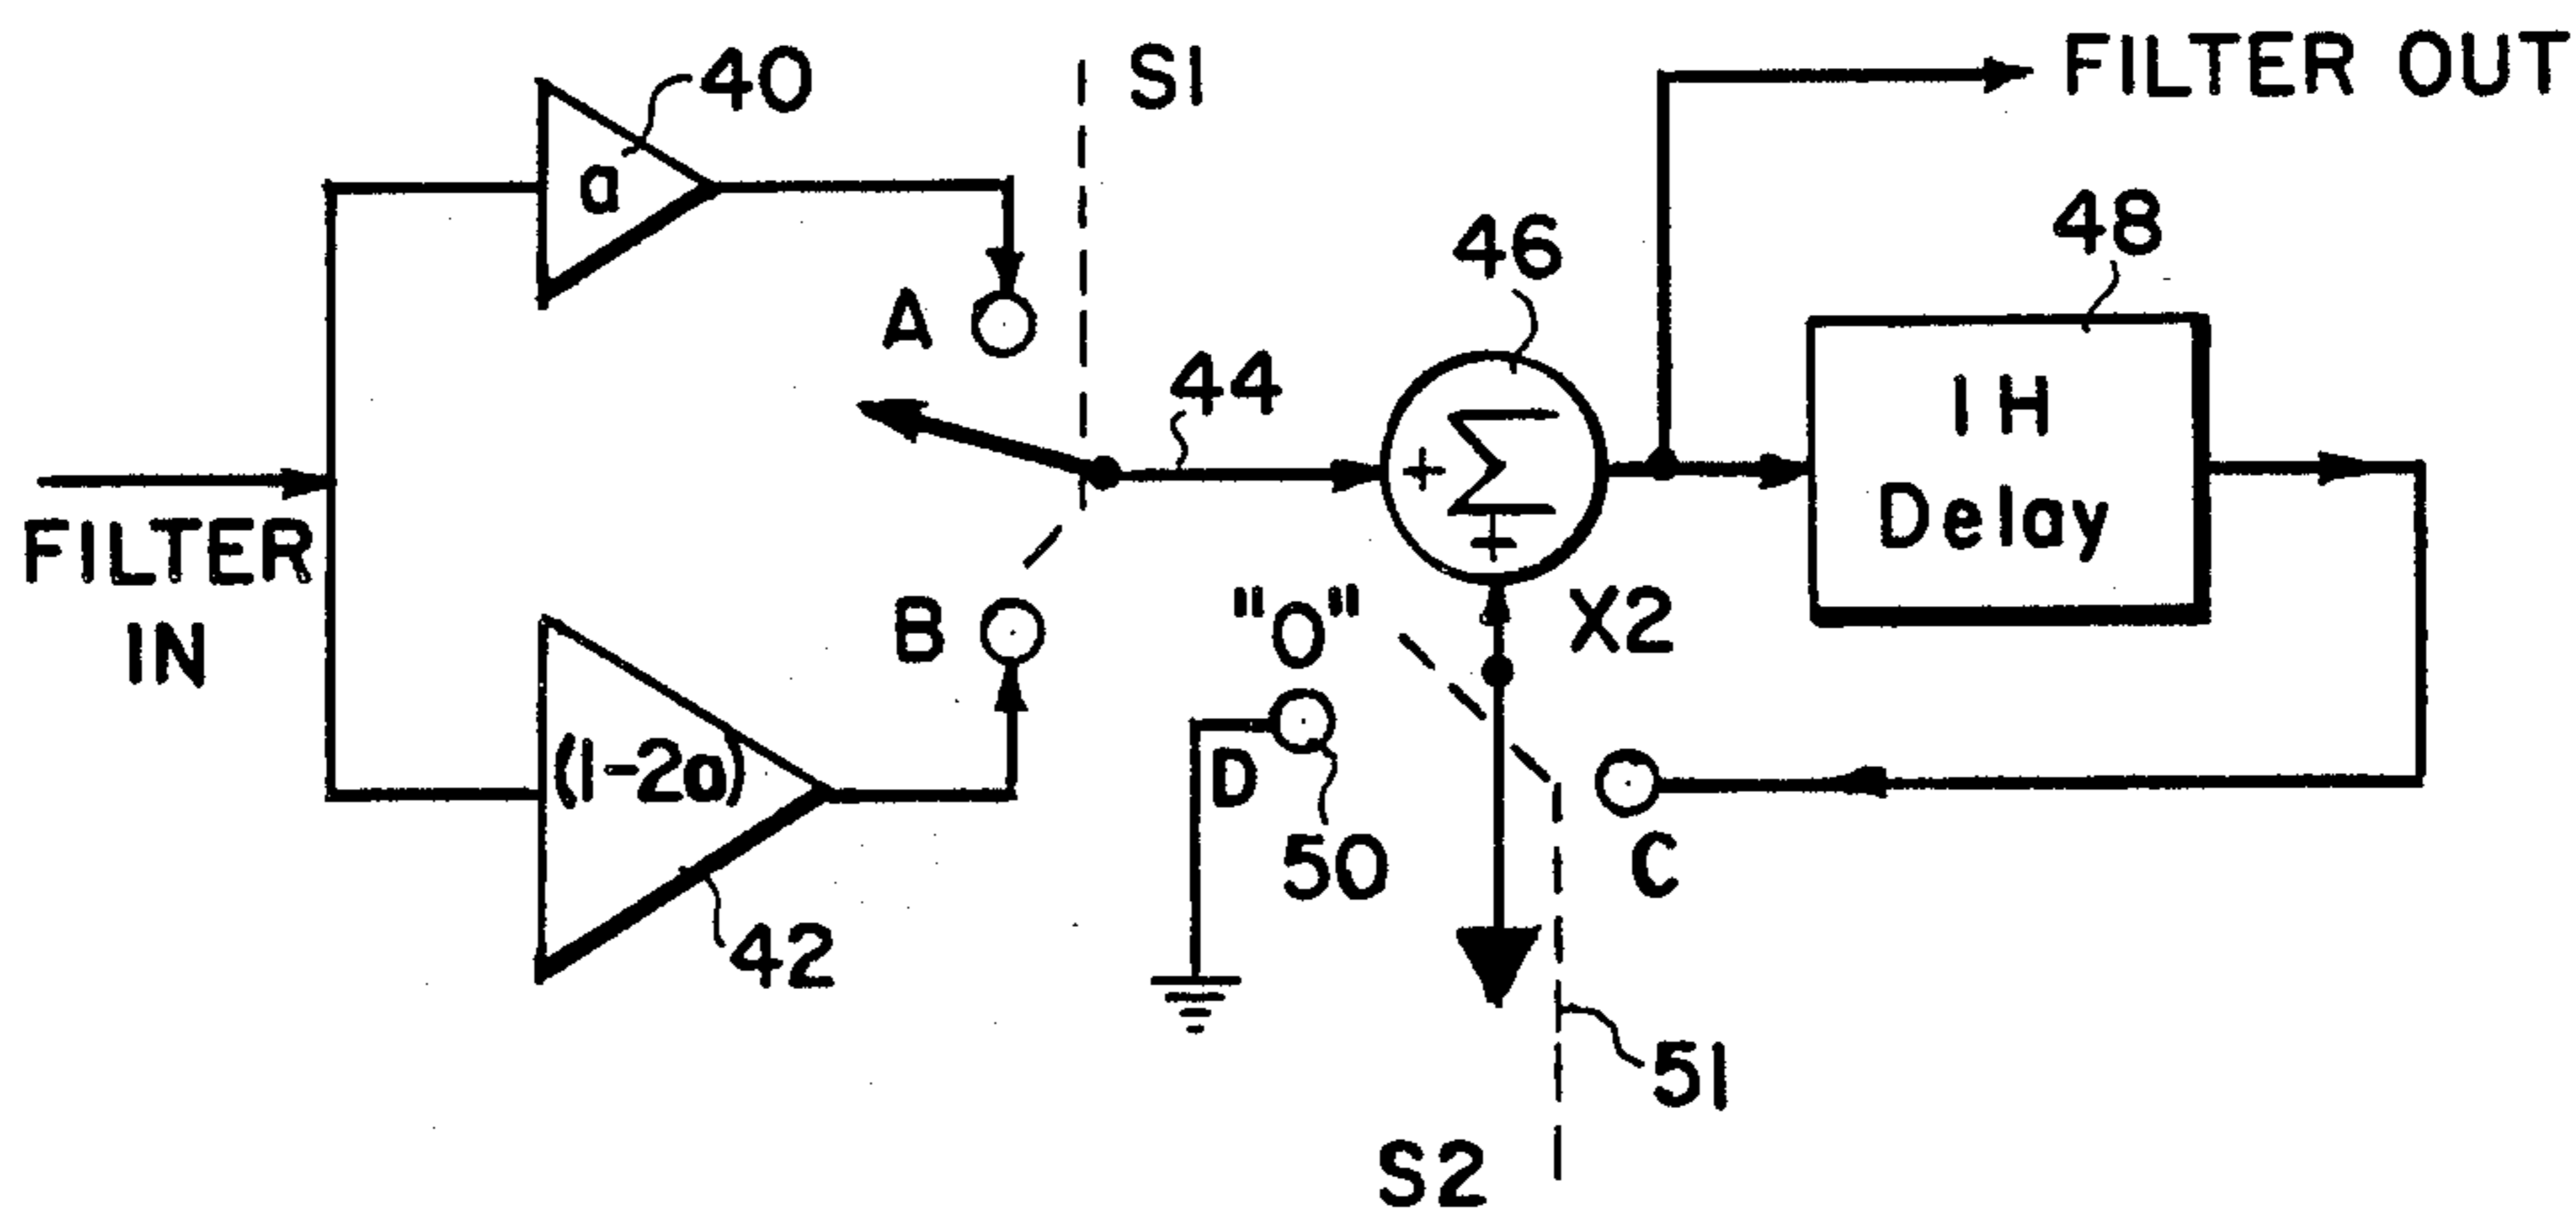 40
S1
FILTER OUT
a
48
46
A
44
1 H
Delay
+
Σ
+
FILTER
IN
B
"0"
X2
(1-2a)
D
50
C
42
51
S2